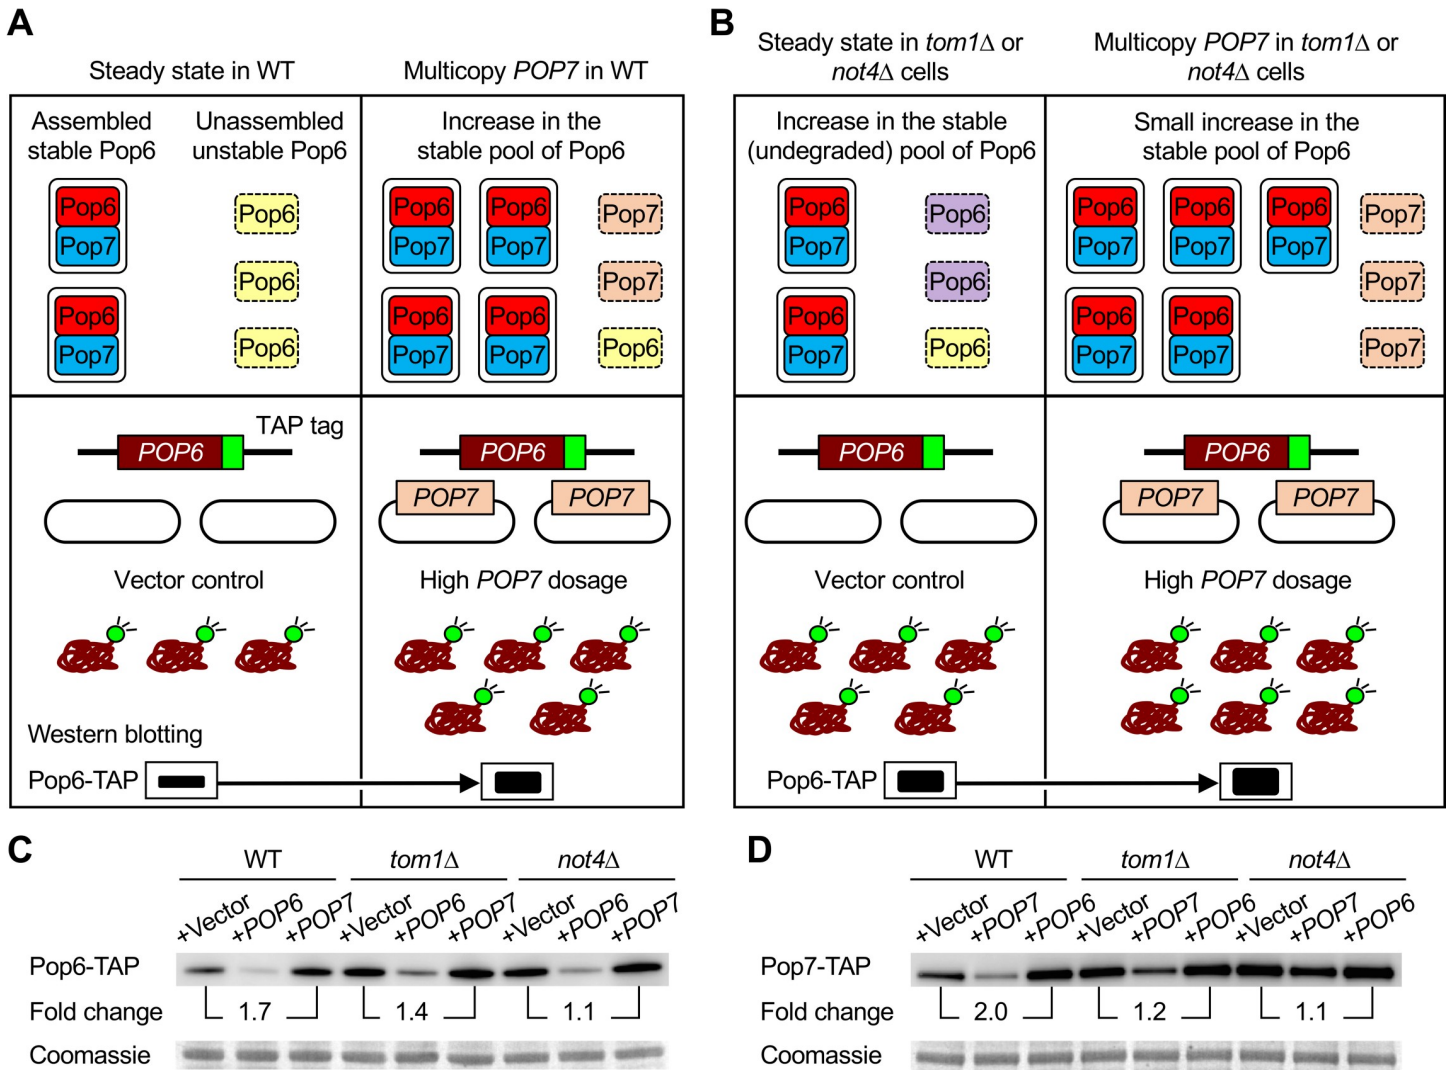 A
Steady state in WT
Multicopy POP7 in WT
Assembled
stable Pop6
Unassembled
unstable Pop6
Increase in the
stable pool of Pop6
Pop6
Pop7
Pop6
Pop7
Pop6
Pop6
Pop6
Pop6
Pop7
Pop6
Pop7
Pop6
Pop7
Pop6
Pop7
Pop7
Pop7
Pop6
TAP tag
POP6
POP6
POP7
POP7
Vector control
High POP7 dosage
Western blotting
Pop6-TAP
B
Steady state in tom1Δ or
not4Δ cells
Multicopy POP7 in tom1Δ or
not4Δ cells
Increase in the stable
(undegraded) pool of Pop6
Small increase in the
stable pool of Pop6
Pop6
Pop7
Pop6
Pop7
Pop6
Pop6
Pop6
Pop6
Pop7
Pop6
Pop7
Pop6
Pop7
Pop6
Pop7
Pop6
Pop7
Pop7
Pop7
Pop7
POP6
POP6
POP7
POP7
Vector control
High POP7 dosage
Pop6-TAP
C
WT
tom1Δ
not4Δ
+Vector +POP6 +POP7 +Vector +POP6 +POP7 +Vector +POP6 +POP7
Pop6-TAP
Fold change 1.7 1.4 1.1
Coomassie
D
WT
tom1Δ
not4Δ
+Vector +POP7 +POP6 +Vector +POP7 +POP6 +Vector +POP7 +POP6
Pop7-TAP
Fold change 2.0 1.2 1.1
Coomassie